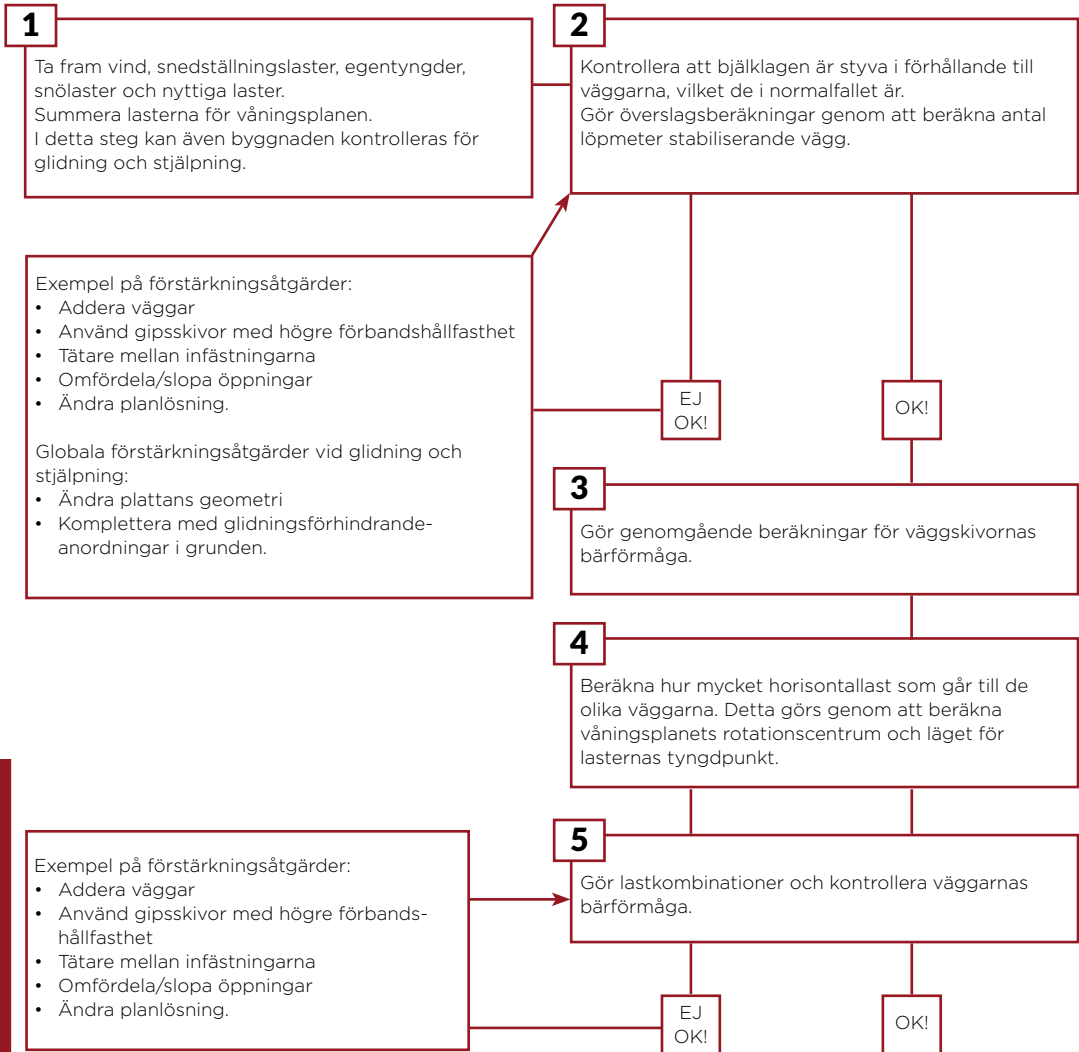 1
Ta fram vind, snedställningslaster, egentyngder,
snölaster och nyttiga laster.
Summera lasterna för våningsplanen.
I detta steg kan även byggnaden kontrolleras för
glidning och stjälpning.
2
Kontrollera att bjälklagen är styva i förhållande till
väggarna, vilket de i normalfallet är.
Gör överslagsberäkningar genom att beräkna antal
löpmeter stabiliserande vägg.
Exempel på förstärkningsåtgärder:
• Addera väggar
• Använd gipsskivor med högre förbandshållfasthet
• Tätare mellan infästningarna
• Omfördela/slopa öppningar
• Ändra planlösning.
Globala förstärkningsåtgärder vid glidning och
stjälpning:
• Ändra plattans geometri
• Komplettera med glidningsförhindrande-
anordningar i grunden.
EJ
OK!
OK!
3
Gör genomgående beräkningar för väggskivornas
bärförmåga.
4
Beräkna hur mycket horisontallast som går till de
olika väggarna. Detta görs genom att beräkna
våningsplanets rotationscentrum och läget för
lasternas tyngdpunkt.
5
Gör lastkombinationer och kontrollera väggarnas
bärförmåga.
Exempel på förstärkningsåtgärder:
• Addera väggar
• Använd gipsskivor med högre förbands-
hållfasthet
• Tätare mellan infästningarna
• Omfördela/slopa öppningar
• Ändra planlösning.
EJ
OK!
OK!